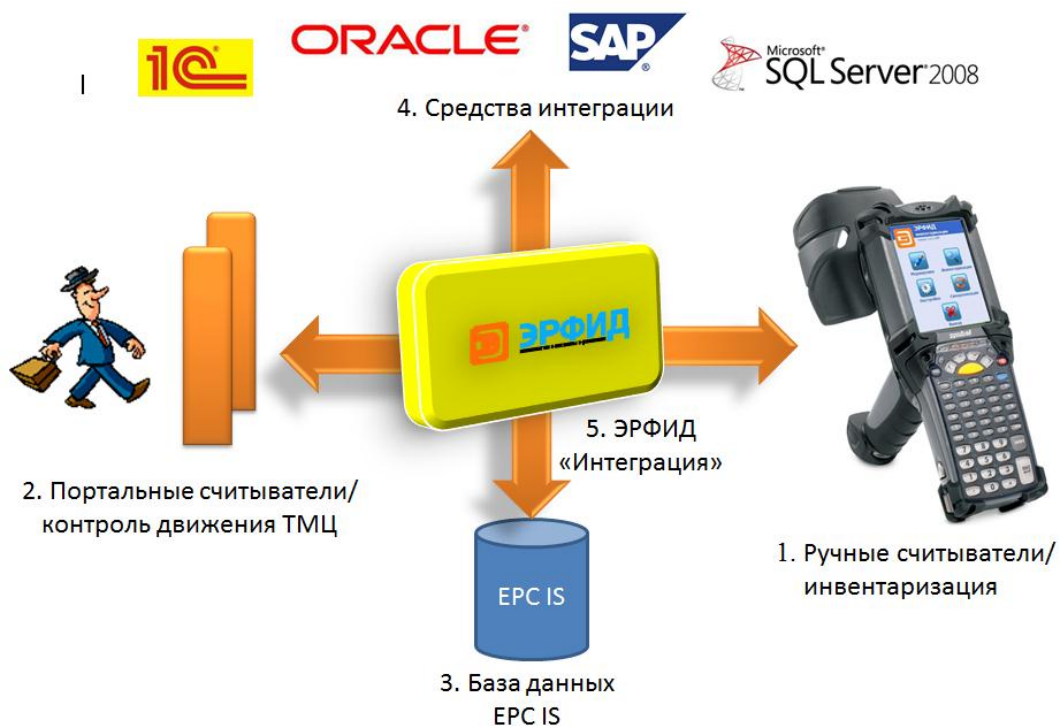 1С
ORACLE®
SAP®
Microsoft®
SQL Server 2008
4. Средства интеграции
ЭРФИД
ЭРФИД
5. ЭРФИД
«Интеграция»
2. Портальные считыватели/
контроль движения ТМЦ
1. Ручные считыватели/
инвентаризация
EPC IS
3. База данных
EPC IS